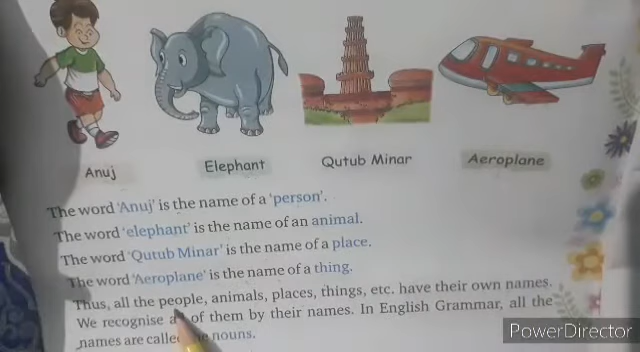 Anuj Elephant Qutub Minar Aeroplane
The word 'Anuj' is the name of a 'person'.
The word 'elephant' is the name of an animal.
The word 'Qutub Minar' is the name of a place.
The word 'Aeroplane' is the name of a thing.
Thus, all the people, animals, places, things, etc. have their own names.
We recognise a of them by their names. In English Grammar, all the
names are calle nouns.
PowerDirector